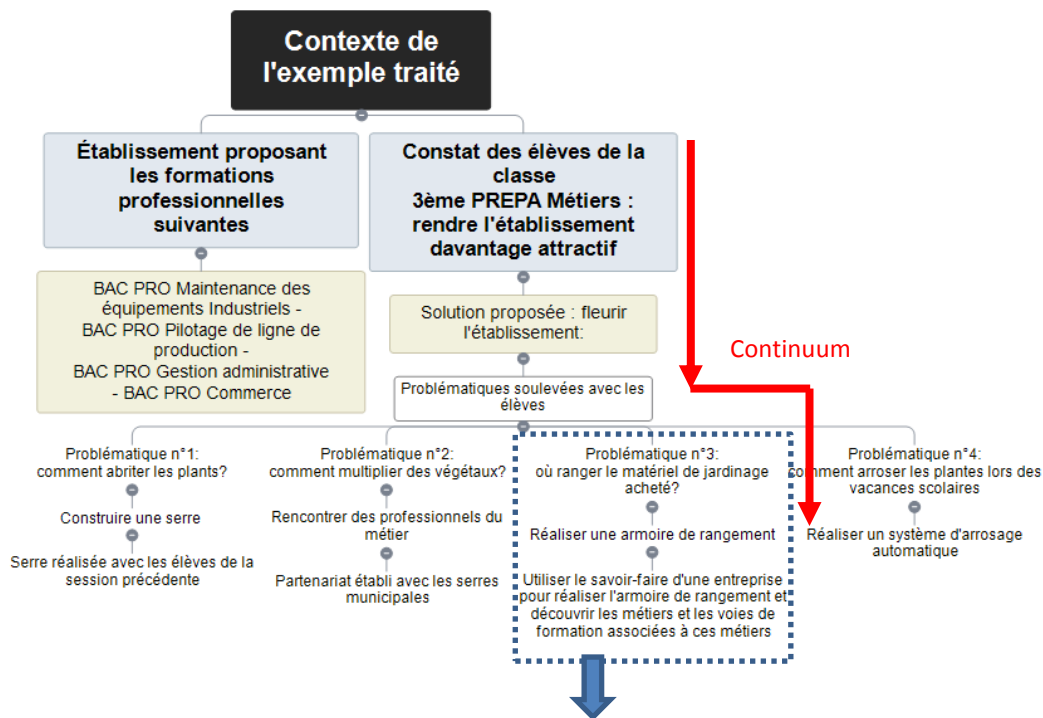 Contexte de
l'exemple traité
Établissement proposant
les formations
professionnelles
suivantes
Constat des élèves de la
classe
3ème PREPA Métiers :
rendre l'établissement
davantage attractif
BAC PRO Maintenance des
équipements Industriels -
BAC PRO Pilotage de ligne de
production -
BAC PRO Gestion administrative
- BAC PRO Commerce
Solution proposée : fleurir
l'établissement:
Continuum
Problématiques soulevées avec les
élèves
Problématique n°1:
comment abriter les plants?
Construire une serre
Serre réalisée avec les élèves de la
session précédente
Problématique n°2:
comment multiplier des végétaux?
Rencontrer des professionnels du
métier
Partenariat établi avec les serres
municipales
Problématique n°3:
où ranger le matériel de jardinage
acheté?
Réaliser une armoire de rangement
Utiliser le savoir-faire d'une entreprise
pour réaliser l'armoire de rangement et
découvrir les métiers et les voies de
formation associées à ces métiers
Problématique n°4:
comment arroser les plantes lors des
vacances scolaires
Réaliser un système d'arrosage
automatique